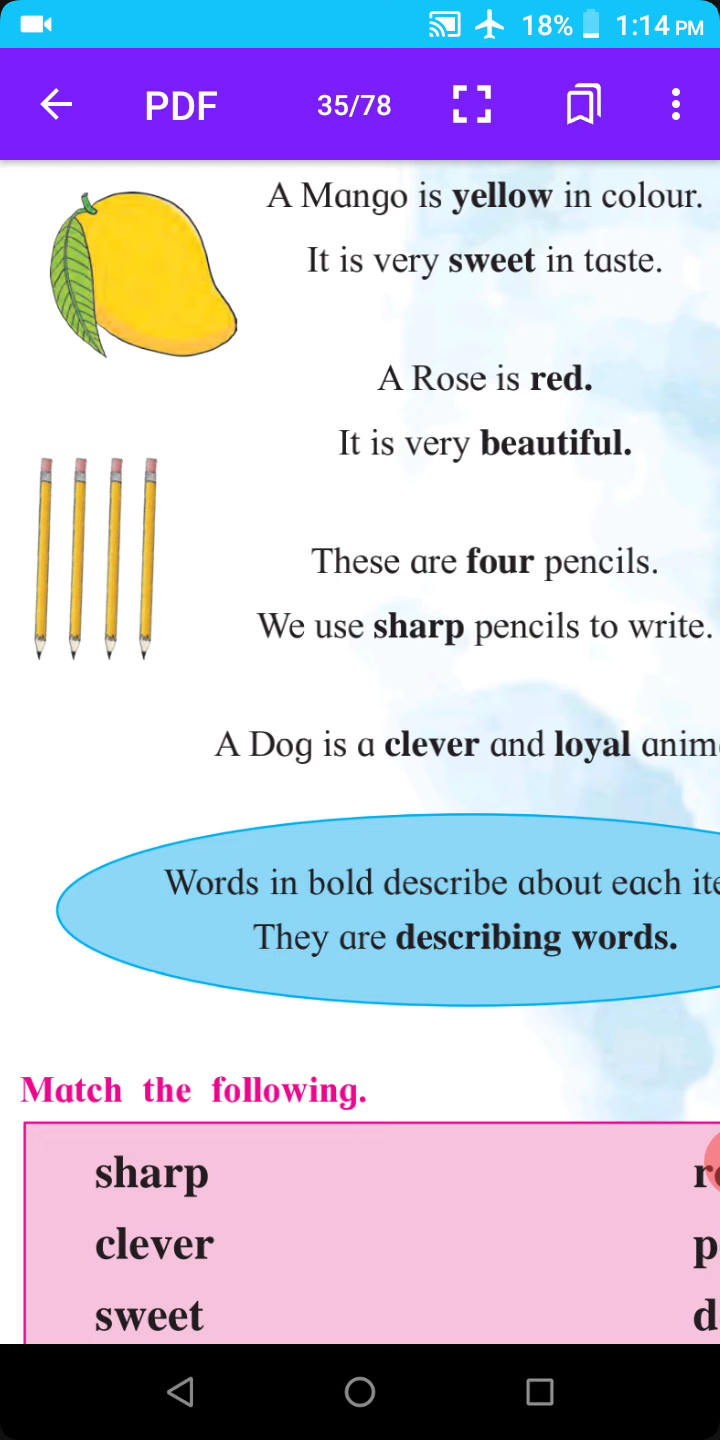 18% 1:14 PM
PDF 35/78
A Mango is yellow in colour.
It is very sweet in taste.
A Rose is red.
It is very beautiful.
These are four pencils.
We use sharp pencils to write.
A Dog is a clever and loyal
Words in bold describe about each
They are describing words.
Match the following.
sharp
clever
sweet